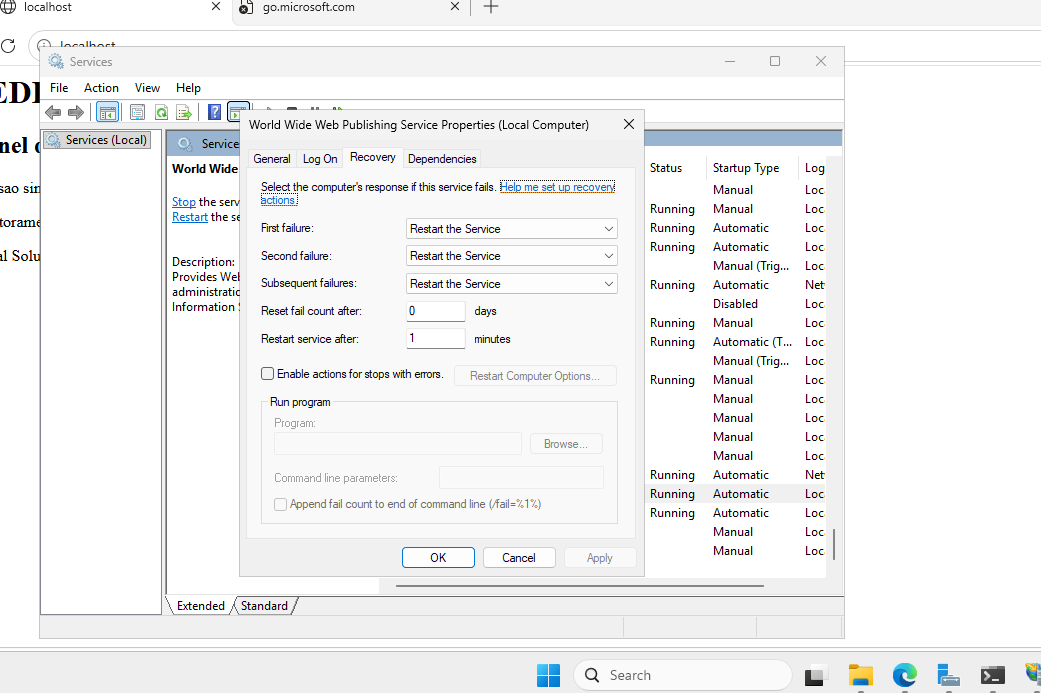 localhost
go.microsoft.com
localhost
Services
File Action View Help
World Wide Web Publishing Service Properties (Local Computer)
Services (Local)
General Log On Recovery Dependencies
World Wide
Stop the serv
Restart the se
Description:
Provides Web
administratic
Information S
Select the computer's response if this service fails. Help me set up recovery
actions.
First failure: Restart the Service
Second failure: Restart the Service
Subsequent failures: Restart the Service
Reset fail count after: 0 days
Restart service after: 1 minutes
Enable actions for stops with errors. Restart Computer Options...
Run program
Program:
Browse...
Command line parameters:
Append fail count to end of command line (/fail=%1%)
OK Cancel Apply
Status Startup Type Log
Manual Loc
Running Manual Loc
Running Automatic Loc
Running Automatic Loc
Manual (Trig... Loc
Running Automatic Net
Disabled Loc
Running Manual Loc
Running Automatic (T... Loc
Manual (Trig... Loc
Running Manual Loc
Manual Loc
Manual Loc
Manual Loc
Manual Loc
Running Automatic Net
Running Automatic Loc
Running Automatic Loc
Manual Loc
Manual Loc
Extended Standard
Search